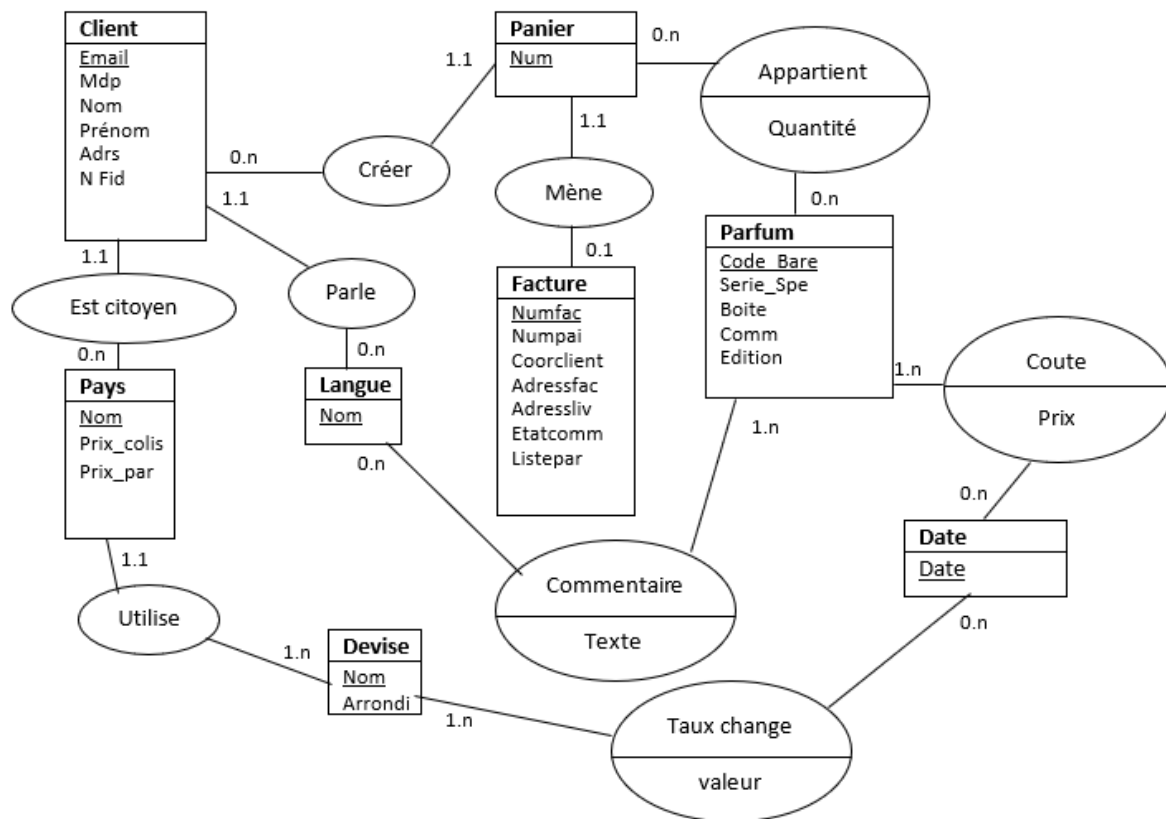 Client
Email
Mdp
Nom
Prénom
Adrs
N Fid
Panier
Num
0.n
Appartient
Quantité
1.1
1.1
0.n
Créer
1.1
Mène
0.n
1.1
Est citoyen
Parle
0.1
Parfum
Code_Bare
Serie_Spe
Boite
Comm
Edition
Facture
Numfac
Numpai
Coorclient
Adressfac
Adressliv
Etatcomm
Listepar
0.n
0.n
Pays
Nom
Prix_colis
Prix_par
Langue
Nom
1.n
Coute
Prix
0.n
1.n
0.n
Date
Date
1.1
Utilise
Commentaire
Texte
0.n
1.n
Devise
Nom
Arrondi
1.n
Taux change
valeur